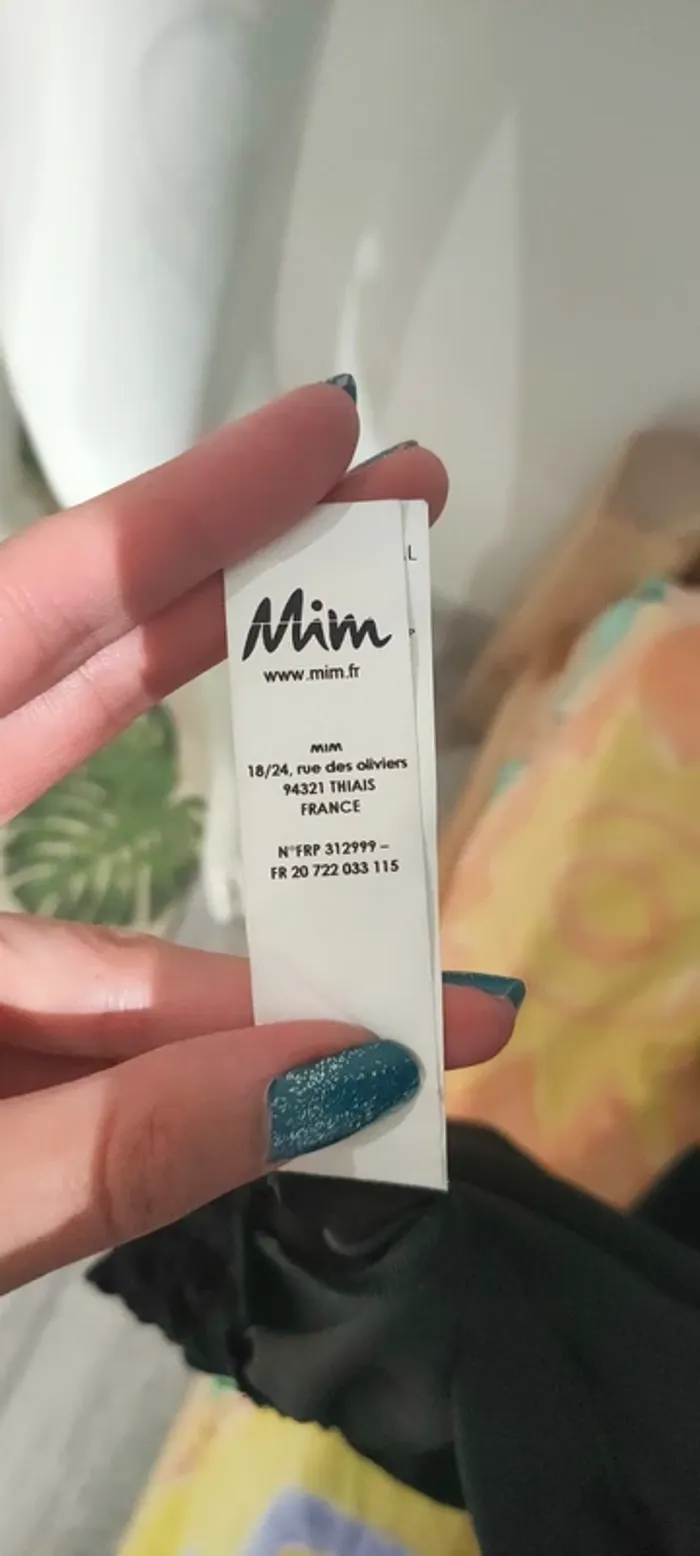 Mim
www.mim.fr
MIM
18/24, rue des oliviers
94321 THIAIS
FRANCE
N°FRP 312999 –
FR 20 722 033 115